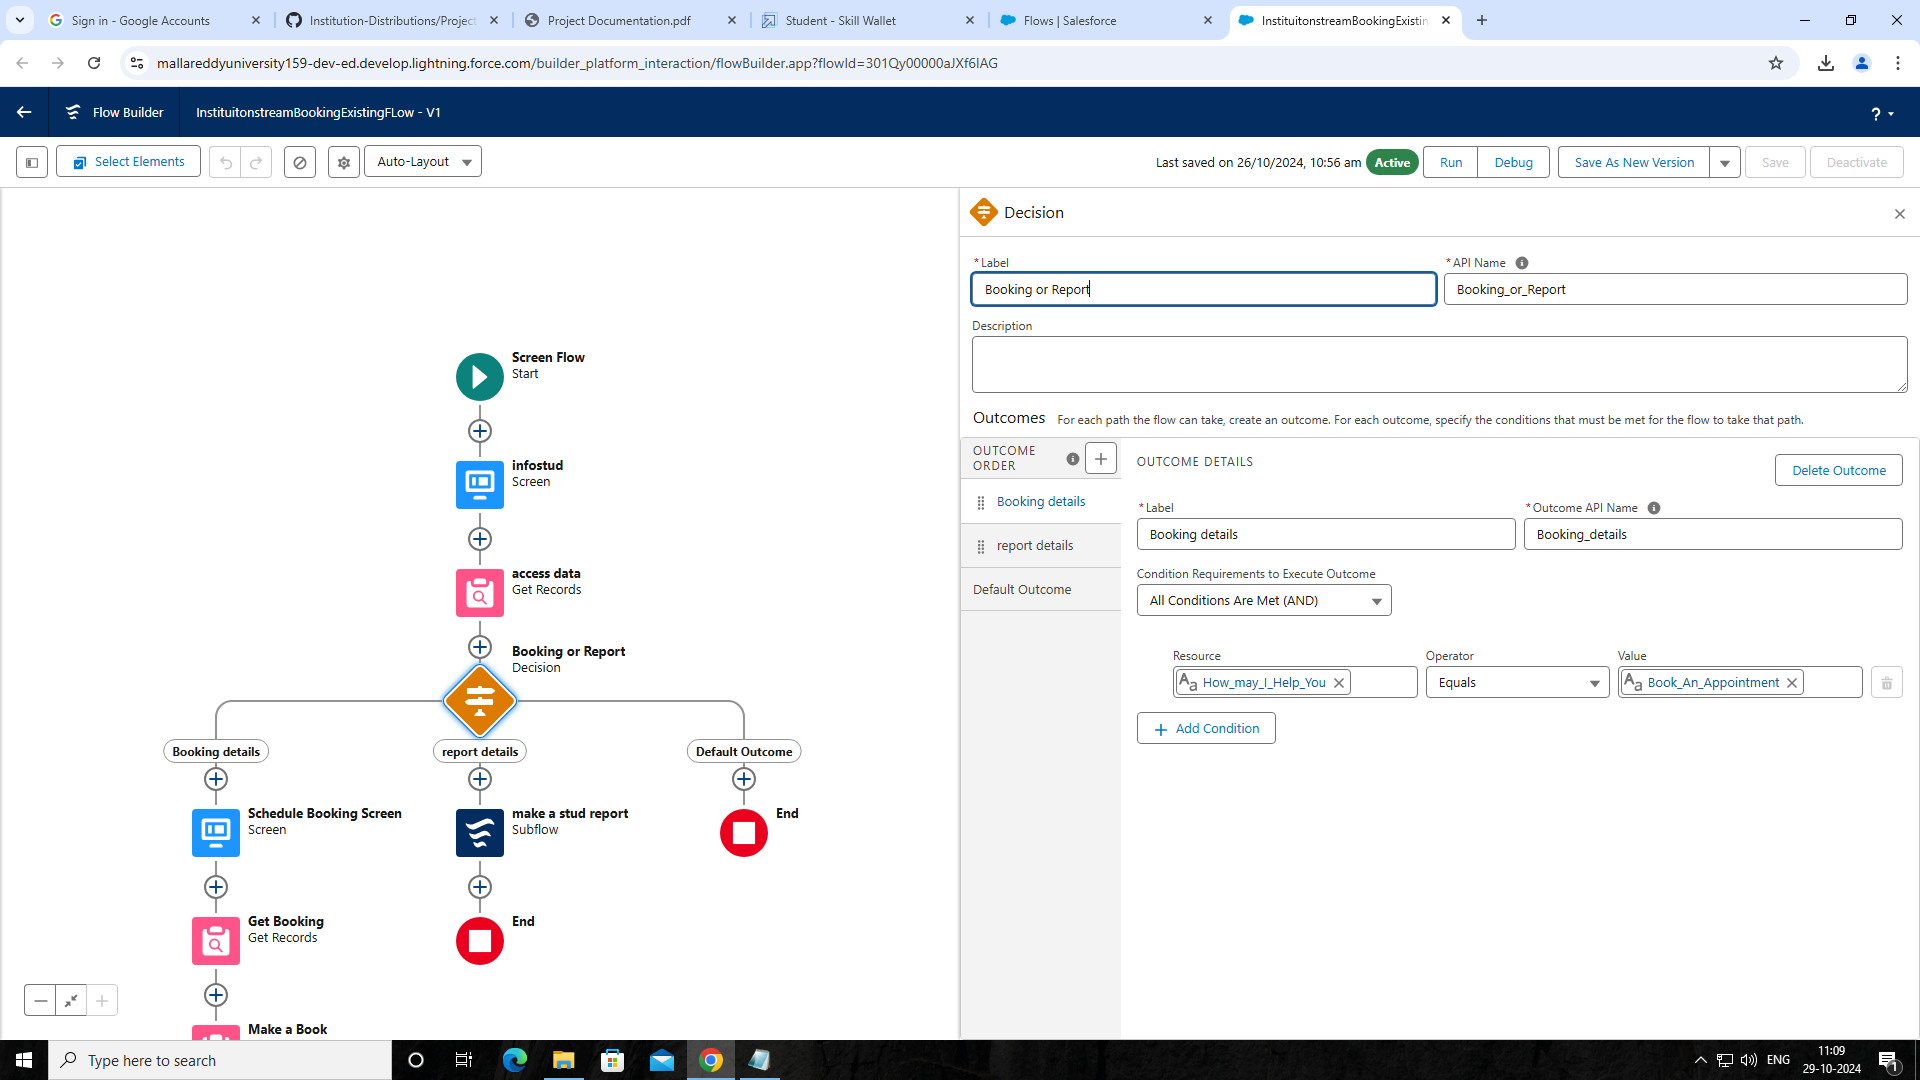 Sign in - Google Accounts
Institution-Distributions/Project
Project Documentation.pdf
Student - Skill Wallet
Flows | Salesforce
InstituitonstreamBookingExistin
mallareddyuniversity159-dev-ed.develop.lightning.force.com/builder_platform_interaction/flowBuilder.app?flowId=301Qy00000aJXf6IAG
Flow Builder
InstituitonstreamBookingExistingFLow - V1
?
Select Elements
Auto-Layout
Last saved on 26/10/2024, 10:56 am
Active
Run
Debug
Save As New Version
Save
Deactivate
Screen Flow
Start
infostud
Screen
access data
Get Records
Booking or Report
Decision
Booking details
report details
Default Outcome
Schedule Booking Screen
Screen
make a stud report
Subflow
End
Get Booking
Get Records
End
Make a Book
Decision
* Label
* API Name
Booking or Report
Booking_or_Report
Description
Outcomes
For each path the flow can take, create an outcome. For each outcome, specify the conditions that must be met for the flow to take that path.
OUTCOME
ORDER
Booking details
report details
Default Outcome
OUTCOME DETAILS
Delete Outcome
* Label
* Outcome API Name
Booking details
Booking_details
Condition Requirements to Execute Outcome
All Conditions Are Met (AND)
Resource
Operator
Value
Aa How_may_I_Help_You
Equals
Aa Book_An_Appointment
Add Condition
Type here to search
ENG
11:09
29-10-2024
1